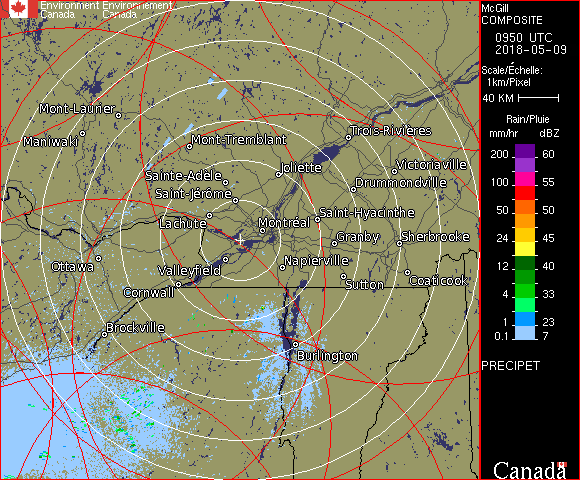 Environment Environnement
Canada Canada
McGill
COMPOSITE
0950 UTC
2018-05-09
Scale/Échelle:
1km/Pixel
40 KM
Rain/Pluie
mm/hr dBZ
200 60
100 55
50 50
24 45
12 40
4 33
1 23
0.1 7
PRECIPET
Canada
Mont-Laurier
Maniwaki
Mont-Tremblant
Trois-Rivières
Sainte-Adèle
Joliette
Victoriaville
Saint-Jérôme
Drummondville
Lachute
Montréal
Saint-Hyacinthe
Granby
Sherbrooke
Ottawa
Valleyfield
Napierville
Cornwall
Sutton
Coaticook
Brockville
Burlington